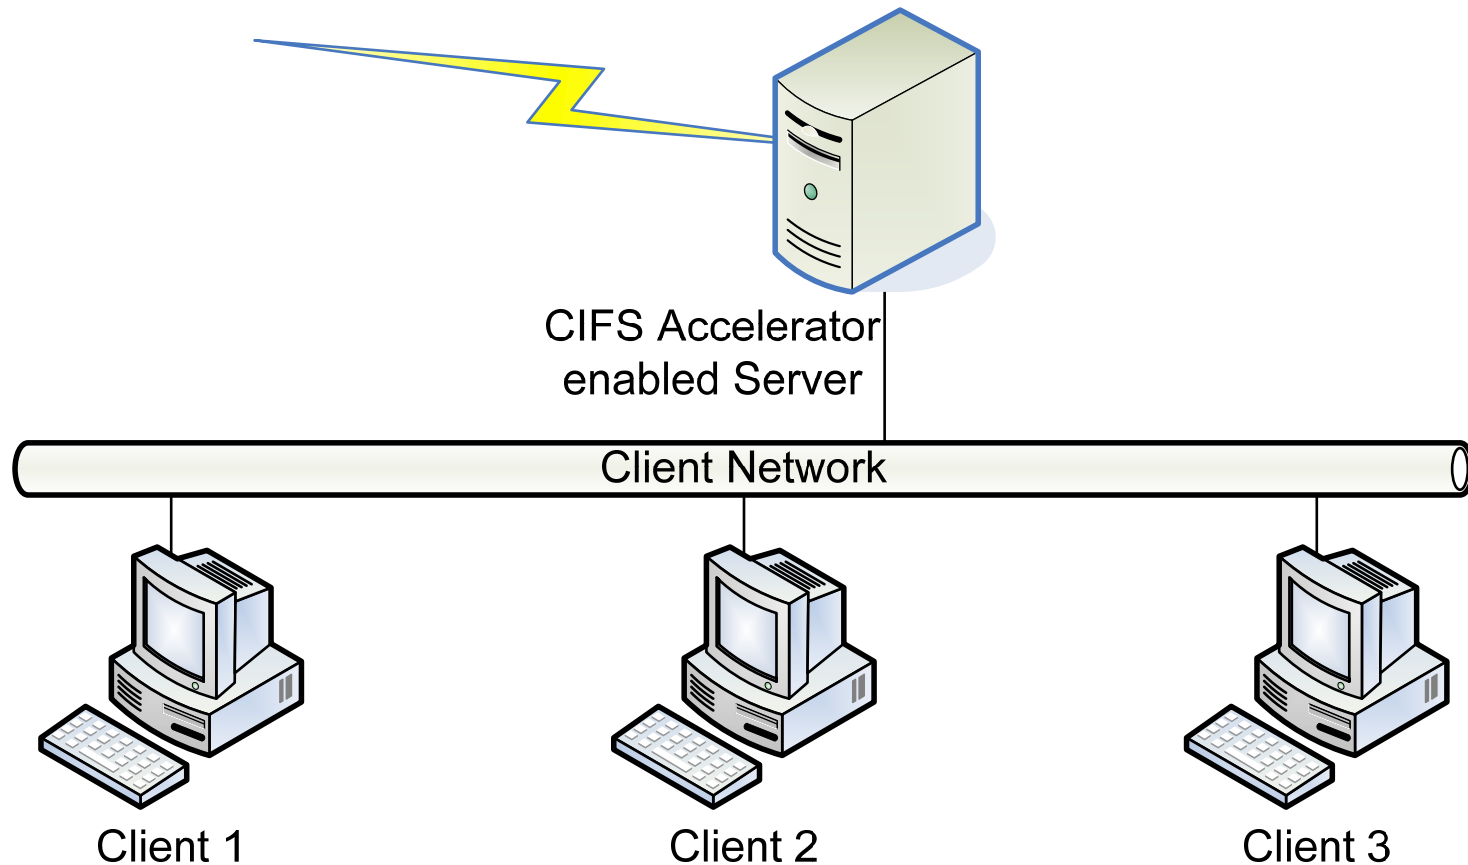 CIFS Accelerator
enabled Server
Client Network
Client 1
Client 2
Client 3